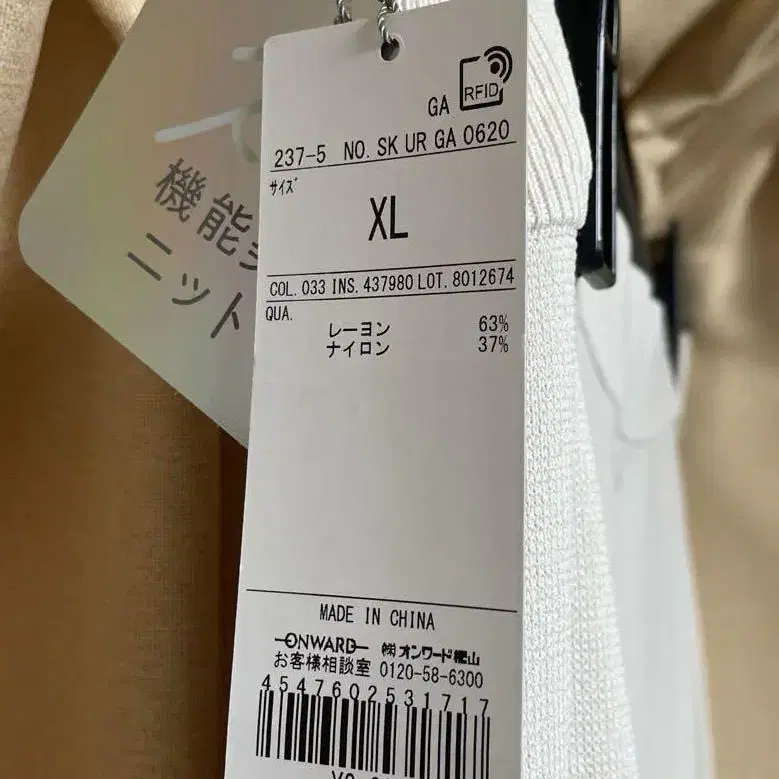 GA
RFID
237-5 NO. SK UR GA 0620
サイズ
XL
COL. 033 INS. 437980 LOT. 8012674
QUA.
レーヨン 63%
ナイロン 37%
MADE IN CHINA
ONWARD ㈱オンワード樫山
お客様相談室 0120-58-6300
4547602531717
機能
ニット